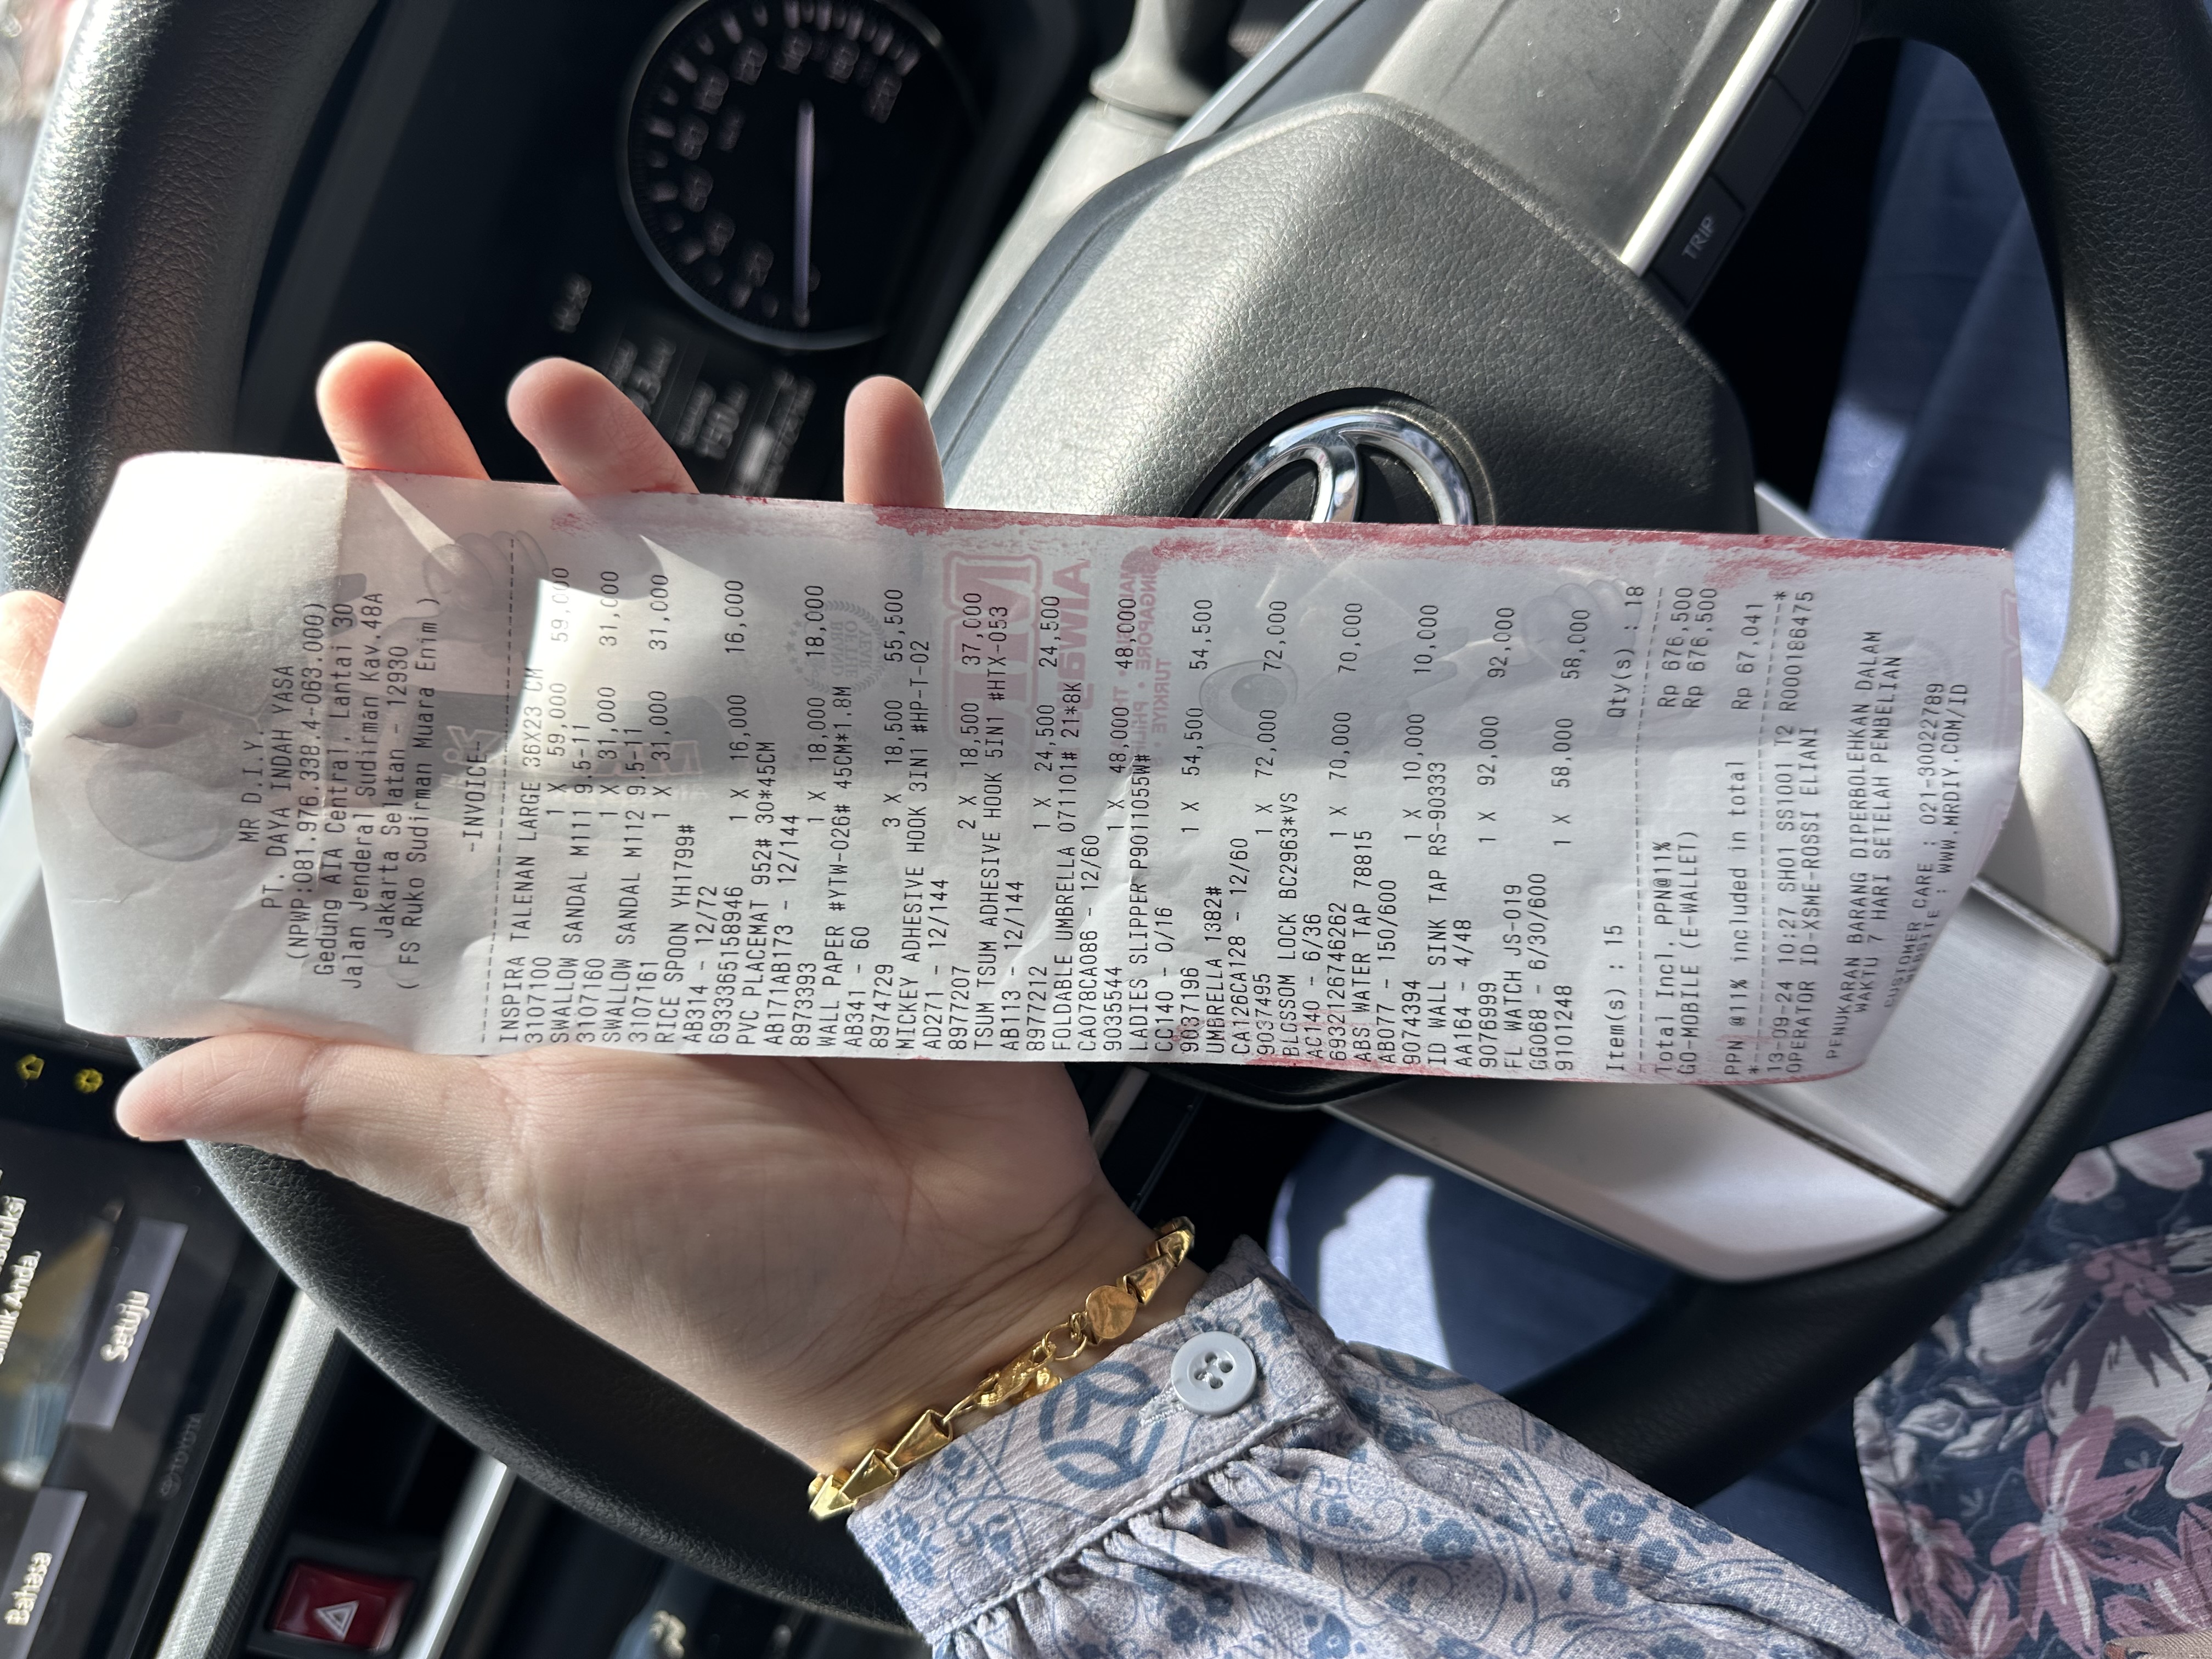 MR D.I.Y.
PT. DAYA INDAH YASA
(NPWP:081.976.338.4-063.000)
Gedung AIA Central, Lantai 30
Jalan Jenderal Sudirman Kav.48A
Jakarta Selatan - 12930
( FS Ruko Sudirman Muara Enim )
-INVOICE-
INSPIRA TALENAN LARGE 36X23 CM
3107100 1 X 59,000 59,000
SWALLOW SANDAL M111 9.5-11
3107160 1 X 31,000 31,000
SWALLOW SANDAL M112 9.5-11
3107161 1 X 31,000 31,000
RICE SPOON YH1799#
AB314 - 12/72
6933365158946 1 X 16,000 16,000
PVC PLACEMAT 952# 30*45CM
AB171AB173 - 12/144
8973393 1 X 18,000 18,000
WALL PAPER #YTW-026# 45CM*1.8M
AB341 - 60
8974729 3 X 18,500 55,500
MICKEY ADHESIVE HOOK 3IN1 #HP-T-02
AD271 - 12/144
8977207 2 X 18,500 37,000
TSUM TSUM ADHESIVE HOOK 5IN1 #HTX-053
AB113 - 12/144
8977212 1 X 24,500 24,500
FOLDABLE UMBRELLA 071101# 21*8K
CA078CA086 - 12/60
9035544 1 X 48,000 48,000
LADIES SLIPPER P9011055W#
CC140 - 0/16
9037196 1 X 54,500 54,500
UMBRELLA 1382#
CA126CA128 - 12/60
9037495 1 X 72,000 72,000
BLOSSOM LOCK BC2963*VS
AC140 - 6/36
6932126746262 1 X 70,000 70,000
ABS WATER TAP 78815
AB077 - 150/600
9074394 1 X 10,000 10,000
ID WALL SINK TAP RS-90333
AA164 - 4/48
9076999 1 X 92,000 92,000
FL WATCH JS-019
GG068 - 6/30/600
9101248 1 X 58,000 58,000
Item(s) : 15 Qty(s) : 18
Total Incl. PPN@11% Rp 676,500
GO-MOBILE (E-WALLET) Rp 676,500
PPN @11% included in total Rp 67,041
13-09-24 10:27 SH01 SS1001 T2 R000186475
OPERATOR ID-XSME-ROSSI ELIANI
PENUKARAN BARANG DIPERBOLEHKAN DALAM
WAKTU 7 HARI SETELAH PEMBELIAN
CUSTOMER CARE : 021-30022789
WEBSITE : WWW.MRDIY.COM/ID
TRIP
Anda.
Setuju
Bahasa
TOYOTA